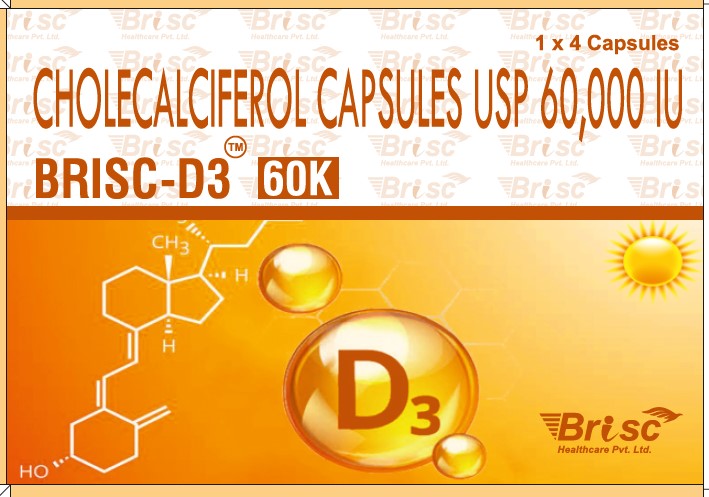 1 x 4 Capsules
CHOLECALCIFEROL CAPSULES USP 60,000 IU
BRISC-D3 TM 60K
CH3
H
H
HO
D3
Brisc
Healthcare Pvt. Ltd.